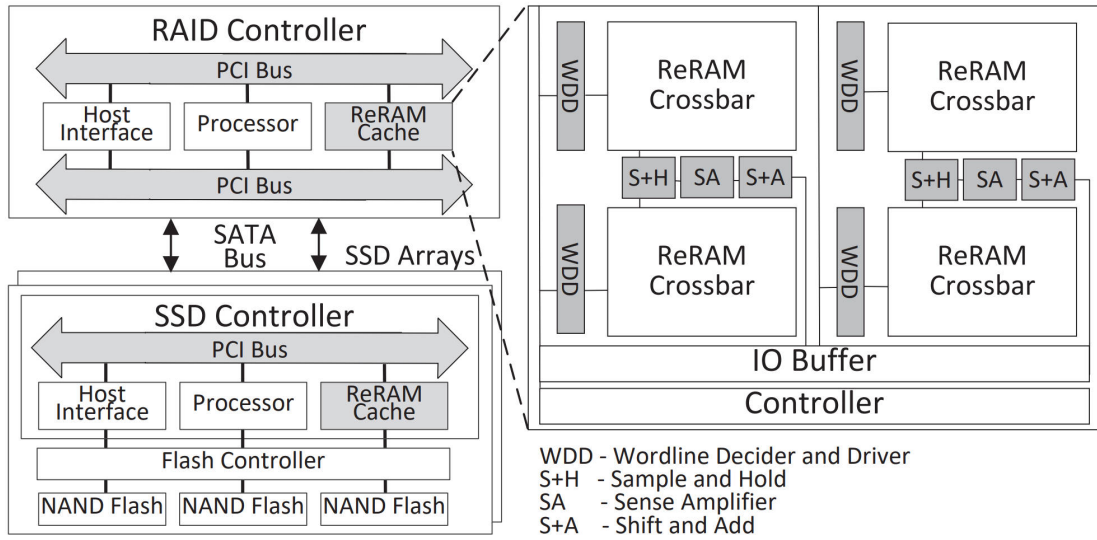 RAID Controller
PCI Bus
Host
Interface
Processor
ReRAM
Cache
PCI Bus
SATA
Bus
SSD Arrays
SSD Controller
PCI Bus
Host
Interface
Processor
ReRAM
Cache
Flash Controller
NAND Flash
NAND Flash
NAND Flash
WDD
ReRAM
Crossbar
WDD
ReRAM
Crossbar
S+H
SA
S+A
S+H
SA
S+A
WDD
ReRAM
Crossbar
WDD
ReRAM
Crossbar
IO Buffer
Controller
WDD - Wordline Decider and Driver
S+H - Sample and Hold
SA - Sense Amplifier
S+A - Shift and Add